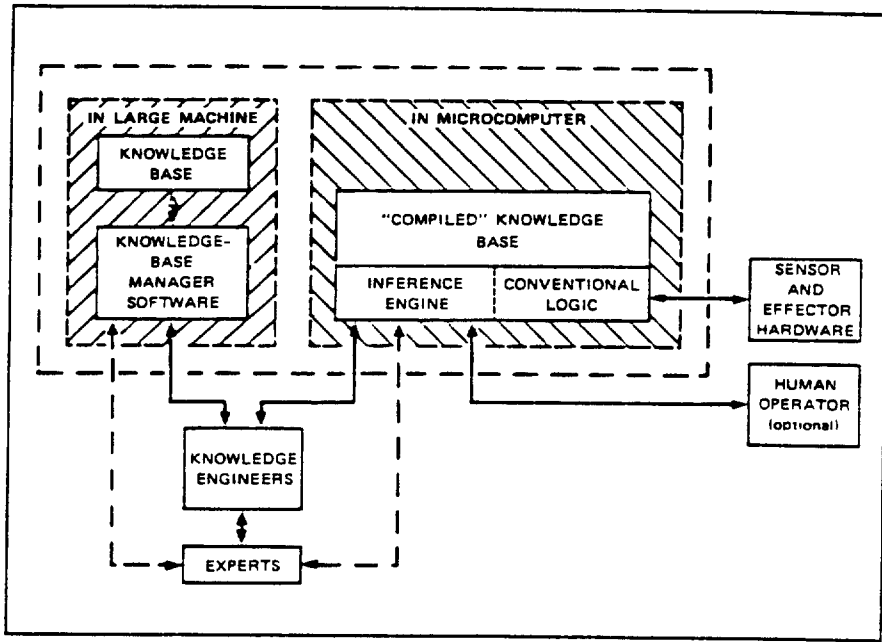 IN LARGE MACHINE
KNOWLEDGE
BASE
KNOWLEDGE-
BASE
MANAGER
SOFTWARE
IN MICROCOMPUTER
"COMPILED" KNOWLEDGE
BASE
INFERENCE
ENGINE
CONVENTIONAL
LOGIC
SENSOR
AND
EFFECTOR
HARDWARE
HUMAN
OPERATOR
(optional)
KNOWLEDGE
ENGINEERS
EXPERTS